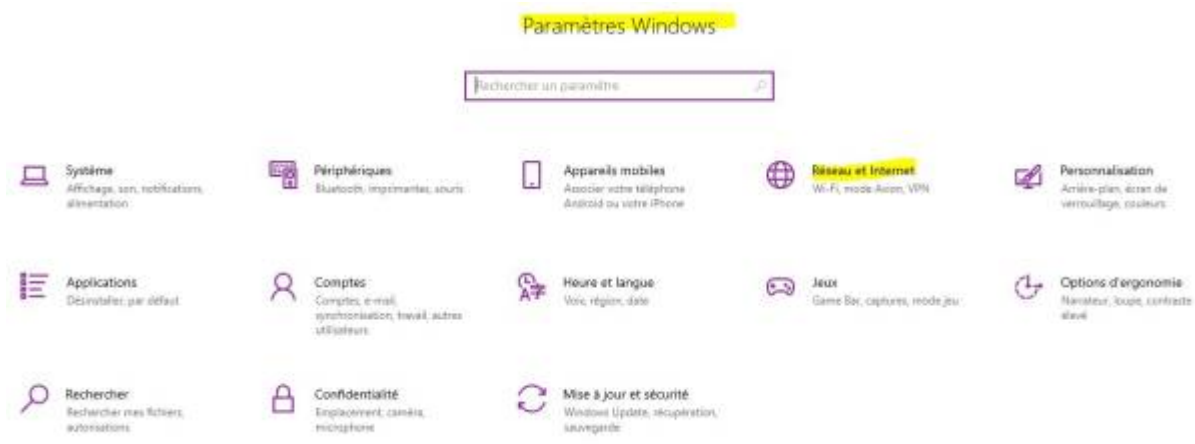 Paramètres Windows
Rechercher un paramètre
Système
Affichage, son, notifications,
alimentation
Périphériques
Bluetooth, imprimantes, souris
Appareils mobiles
Associer votre téléphone
Android ou votre iPhone
Réseau et Internet
Wi-Fi, mode Avion, VPN
Personnalisation
Arrière-plan, écran de
verrouillage, couleurs
Applications
Désinstaller, par défaut
Comptes
Comptes, e-mail,
synchronisation, travail, autres
utilisateurs
Heure et langue
Voix, région, date
Jeux
Game Bar, captures, mode jeu
Options d'ergonomie
Narrateur, loupe, contraste
élevé
Rechercher
Rechercher mes fichiers,
autorisations
Confidentialité
Emplacement, caméra,
microphone
Mise à jour et sécurité
Windows Update, récupération,
sauvegarde